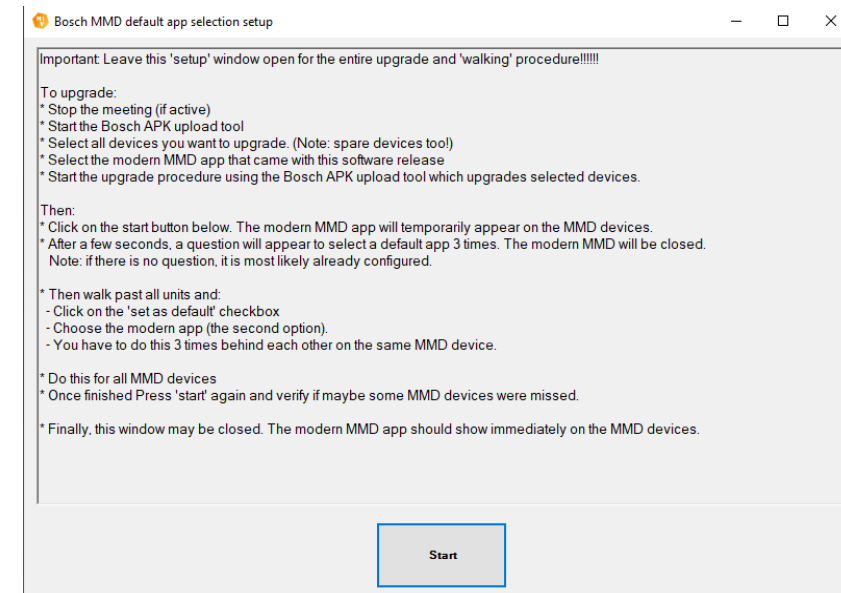 Bosch MMD default app selection setup
Important: Leave this 'setup' window open for the entire upgrade and 'walking' procedure!!!!!!
To upgrade:
* Stop the meeting (if active)
* Start the Bosch APK upload tool
* Select all devices you want to upgrade. (Note: spare devices too!)
* Select the modern MMD app that came with this software release
* Start the upgrade procedure using the Bosch APK upload tool which upgrades selected devices.
Then:
* Click on the start button below. The modern MMD app will temporarily appear on the MMD devices.
* After a few seconds, a question will appear to select a default app 3 times. The modern MMD will be closed.
Note: if there is no question, it is most likely already configured.
* Then walk past all units and:
- Click on the 'set as default' checkbox
- Choose the modern app (the second option).
- You have to do this 3 times behind each other on the same MMD device.
* Do this for all MMD devices
* Once finished Press 'start' again and verify if maybe some MMD devices were missed.
* Finally, this window may be closed. The modern MMD app should show immediately on the MMD devices.
Start